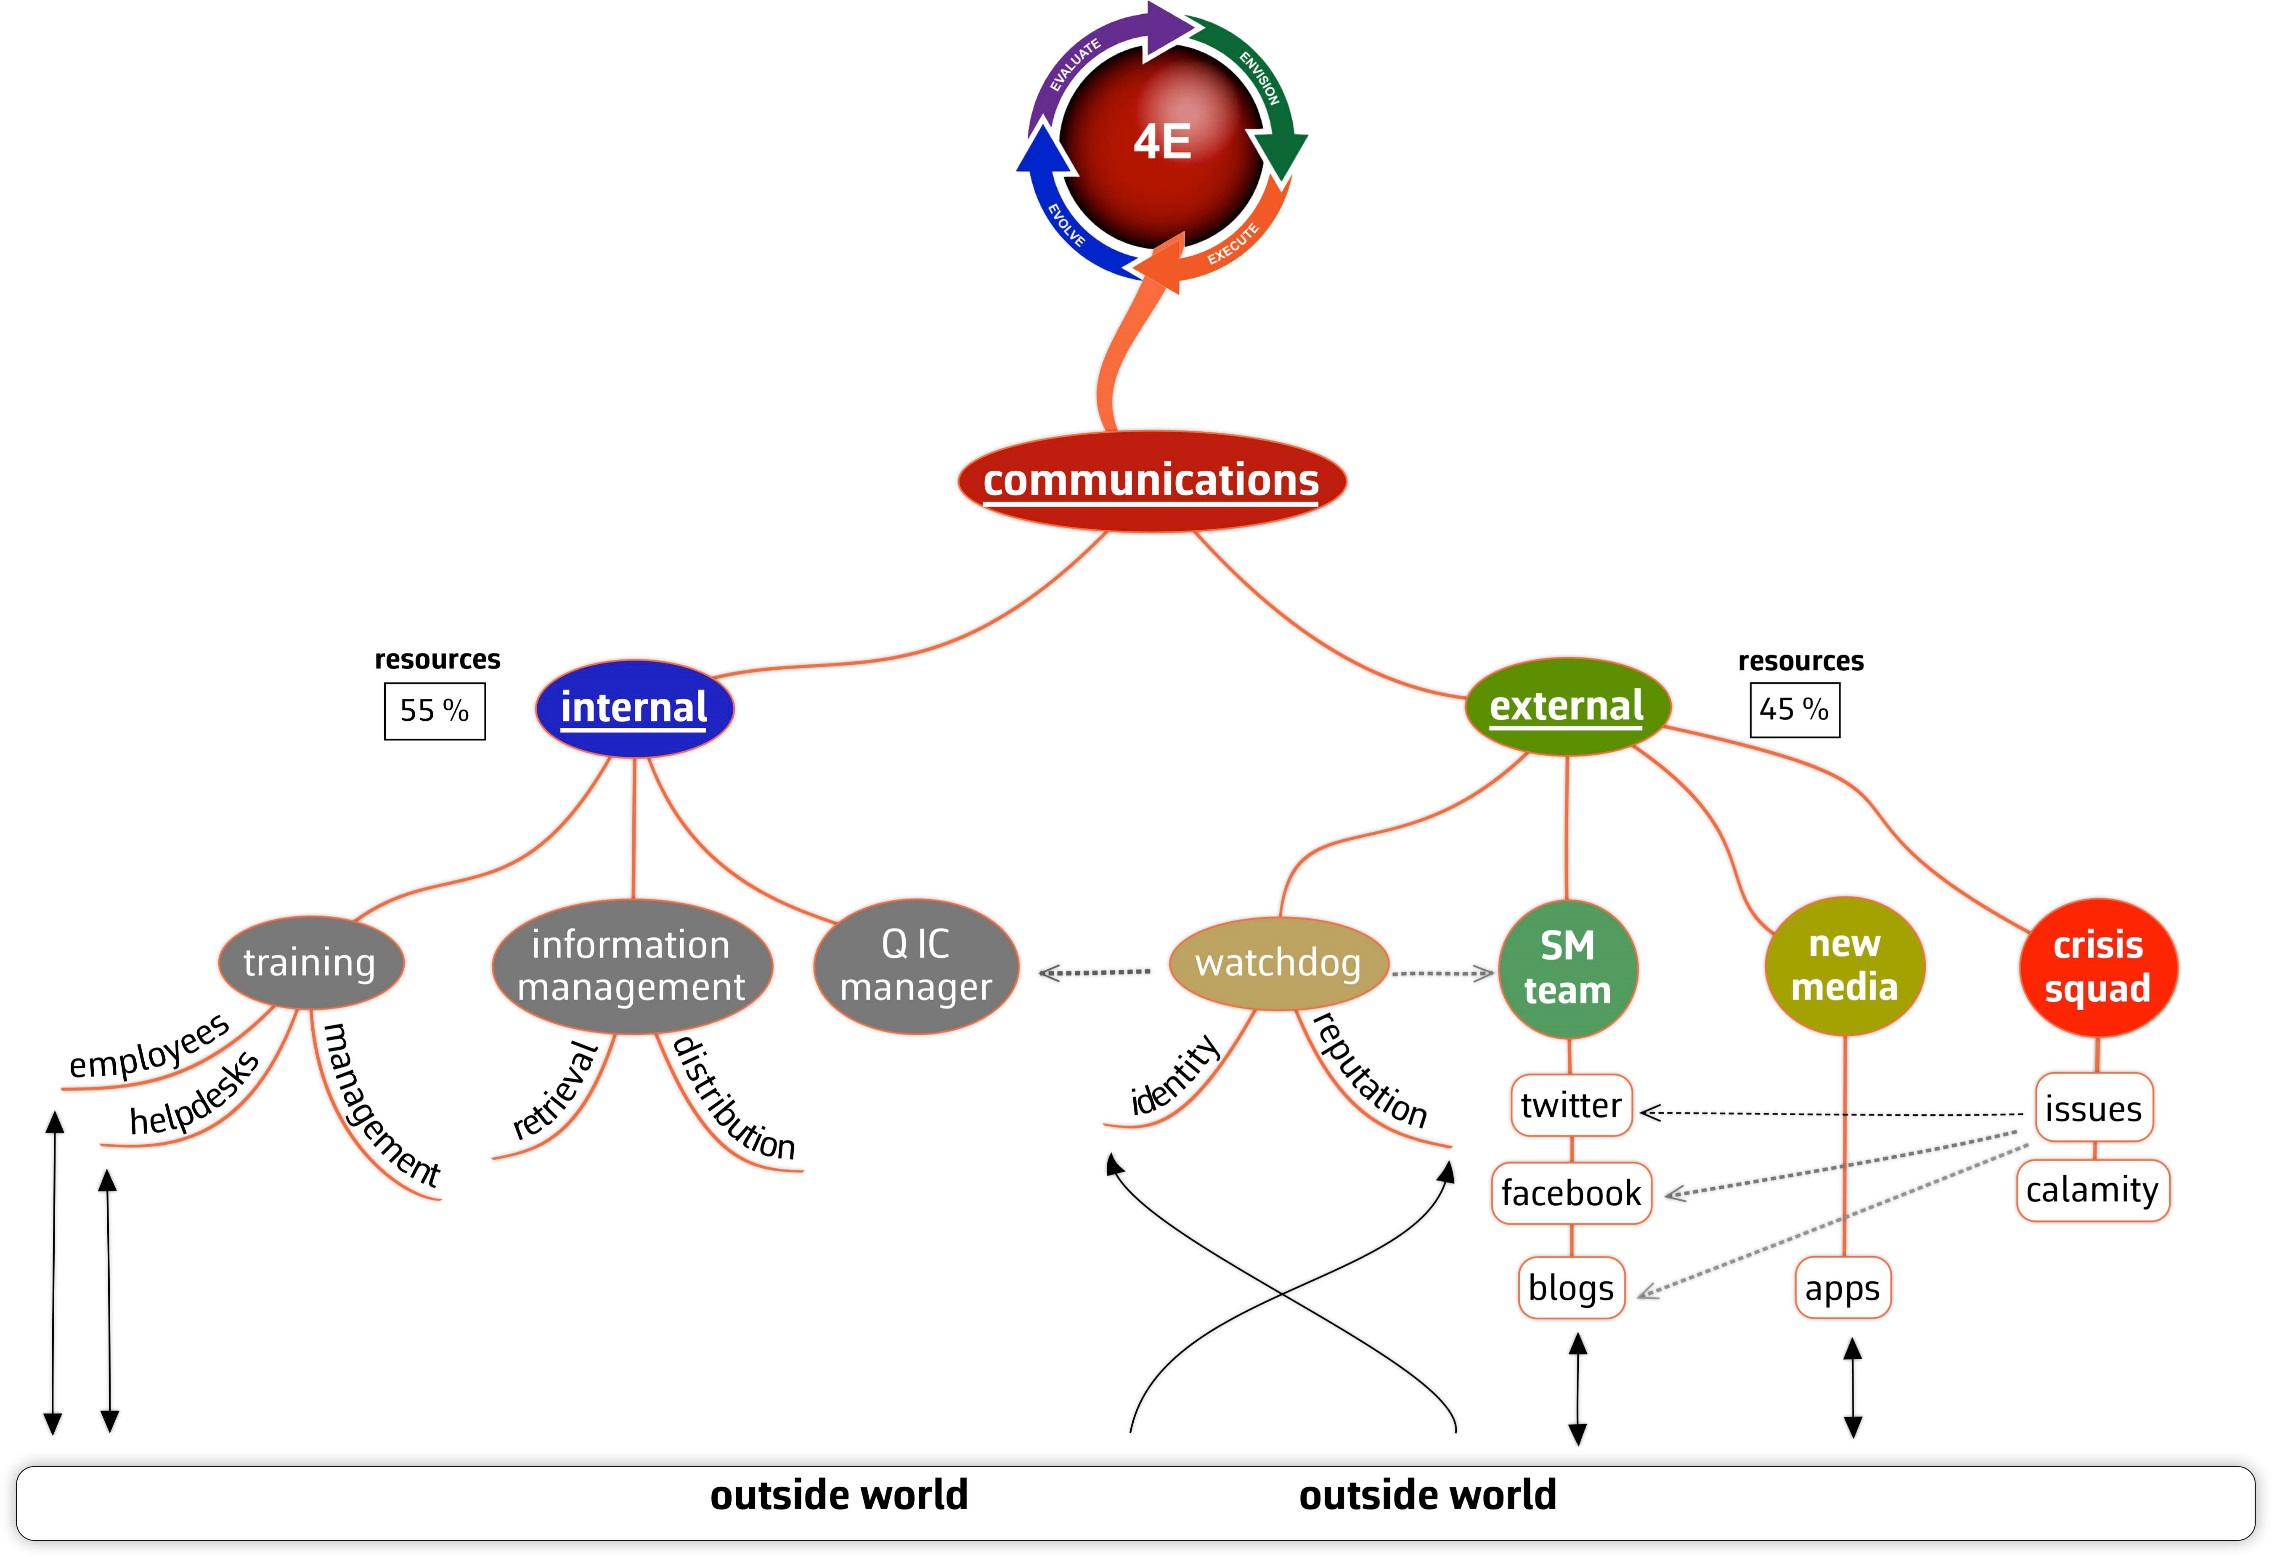 EVALUATE
ENVISION
4E
EVOLVE
EXECUTE
communications
resources
55 %
internal
external
resources
45 %
training
information
management
Q IC
manager
watchdog
SM
team
new
media
crisis
squad
employees
helpdesks
management
retrieval
distribution
identity
reputation
twitter
issues
facebook
calamity
blogs
apps
outside world
outside world